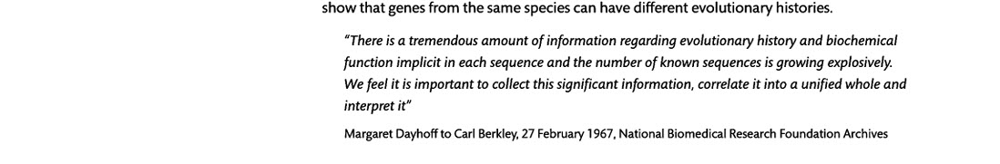 show that genes from the same species can have different evolutionary histories.
“There is a tremendous amount of information regarding evolutionary history and biochemical
function implicit in each sequence and the number of known sequences is growing explosively.
We feel it is important to collect this significant information, correlate it into a unified whole and
interpret it”
Margaret Dayhoff to Carl Berkley, 27 February 1967, National Biomedical Research Foundation Archives